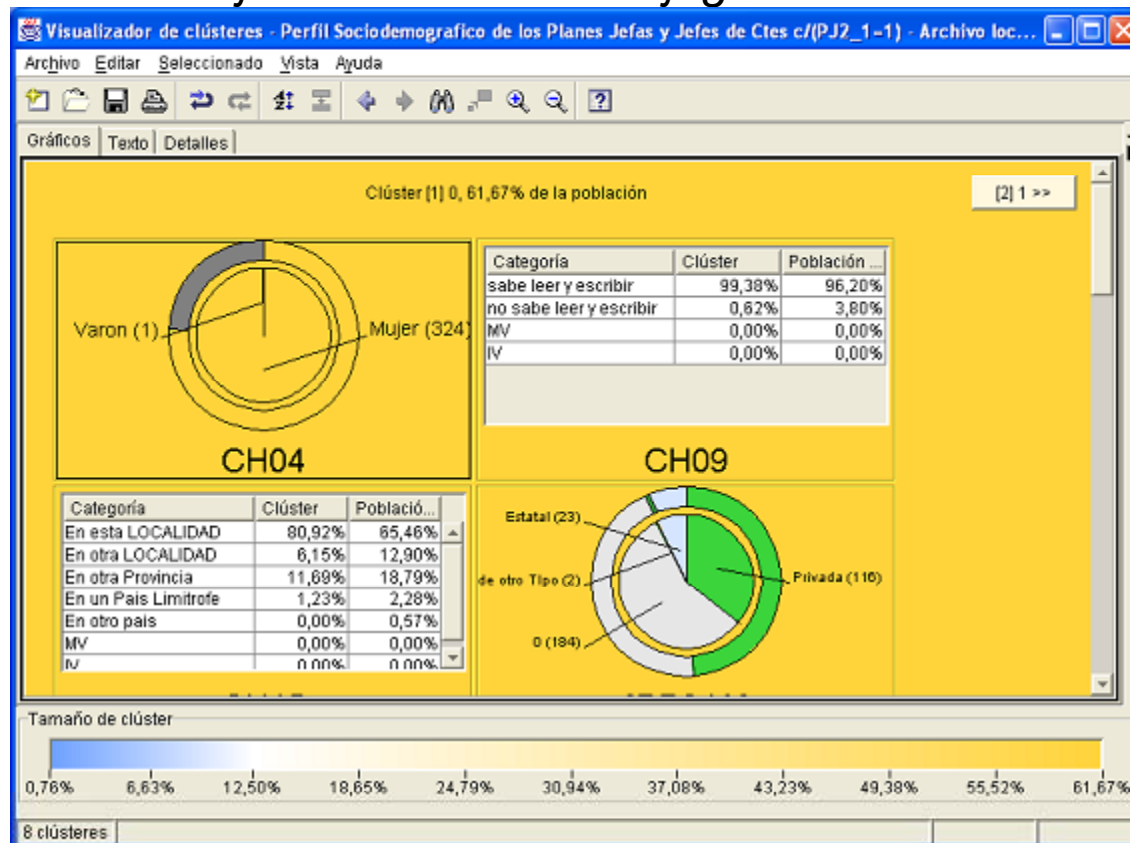 Visualizador de clústeres - Perfil Sociodemografico de los Planes Jefas y Jefes de Ctes c/(PJ2_1=1) - Archivo loc...
Archivo Editar Seleccionado Vista Ayuda
Gráficos Texto Detalles
Clúster [1] 0, 61,67% de la población
[2] 1 >>
Varon (1)
Mujer (324)
CH04
Categoría Clúster Población ...
sabe leer y escribir 99,38% 96,20%
no sabe leer y escribir 0,62% 3,80%
MV 0,00% 0,00%
IV 0,00% 0,00%
CH09
Categoría Clúster Població...
En esta LOCALIDAD 80,92% 65,46%
En otra LOCALIDAD 6,15% 12,90%
En otra Provincia 11,69% 18,79%
En un Pais Limitrofe 1,23% 2,28%
En otro pais 0,00% 0,57%
MV 0,00% 0,00%
IV 0,00% 0,00%
Estatal (23)
de otro Tipo (2)
Privada (116)
0 (184)
Tamaño de clúster
0,76% 6,63% 12,50% 18,65% 24,79% 30,94% 37,08% 43,23% 49,38% 55,52% 61,67%
8 clústeres